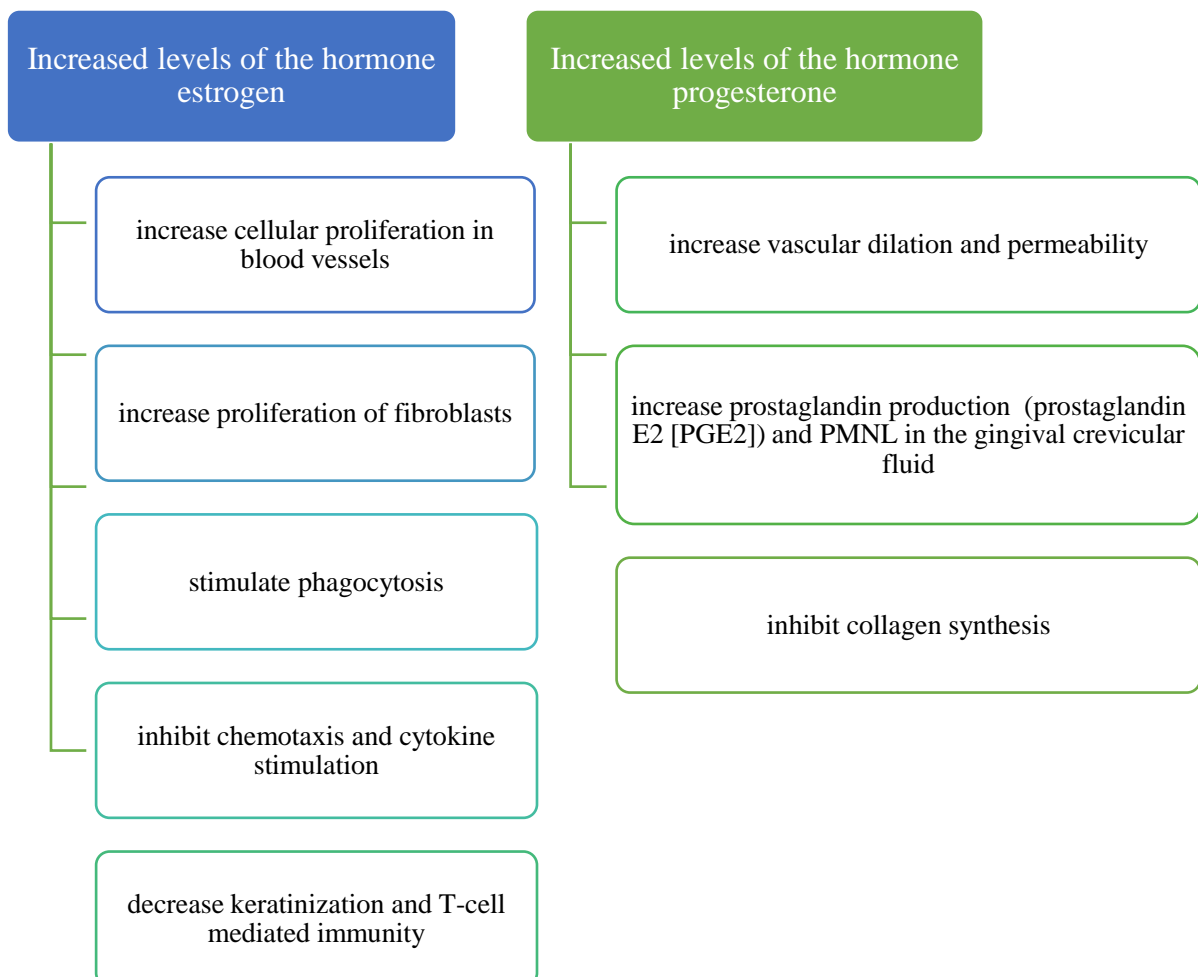 Increased levels of the hormone
estrogen
increase cellular proliferation in
blood vessels
increase proliferation of fibroblasts
stimulate phagocytosis
inhibit chemotaxis and cytokine
stimulation
decrease keratinization and T-cell
mediated immunity
Increased levels of the hormone
progesterone
increase vascular dilation and permeability
increase prostaglandin production  (prostaglandin
E2 [PGE2]) and PMNL in the gingival crevicular
fluid
inhibit collagen synthesis